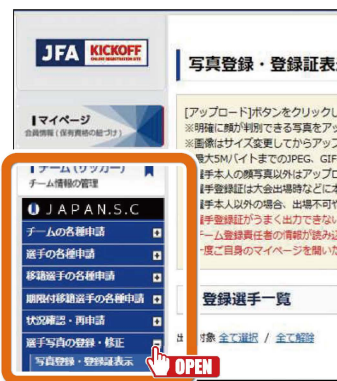 JFA KICKOFF
ONLINE REGISTRATION SITE
マイページ
会員情報(保有資格の紐づけ)
チーム(サッカー)
チーム情報の管理
JAPAN.S.C
チームの各種申請
選手の各種申請
移籍選手の各種申請
期限付移籍選手の各種申請
状況確認・再申請
選手写真の登録・修正
写真登録・登録証表示
OPEN
写真登録・登録証表
[アップロード]ボタンをクリックし
※明確に顔が判別できる写真をアッ
※画像はサイズ変更してからアップ
最大5MバイトまでのJPEG、GIF
選手本人の顔写真以外はアップロ
選手登録証は大会出場時などに本
選手本人以外の場合、出場不可や
選手登録証がうまく出力できない
チーム登録責任者の情報が読み込
一度ご自身のマイページを開いた
登録選手一覧
対象 全て選択 / 全て解除